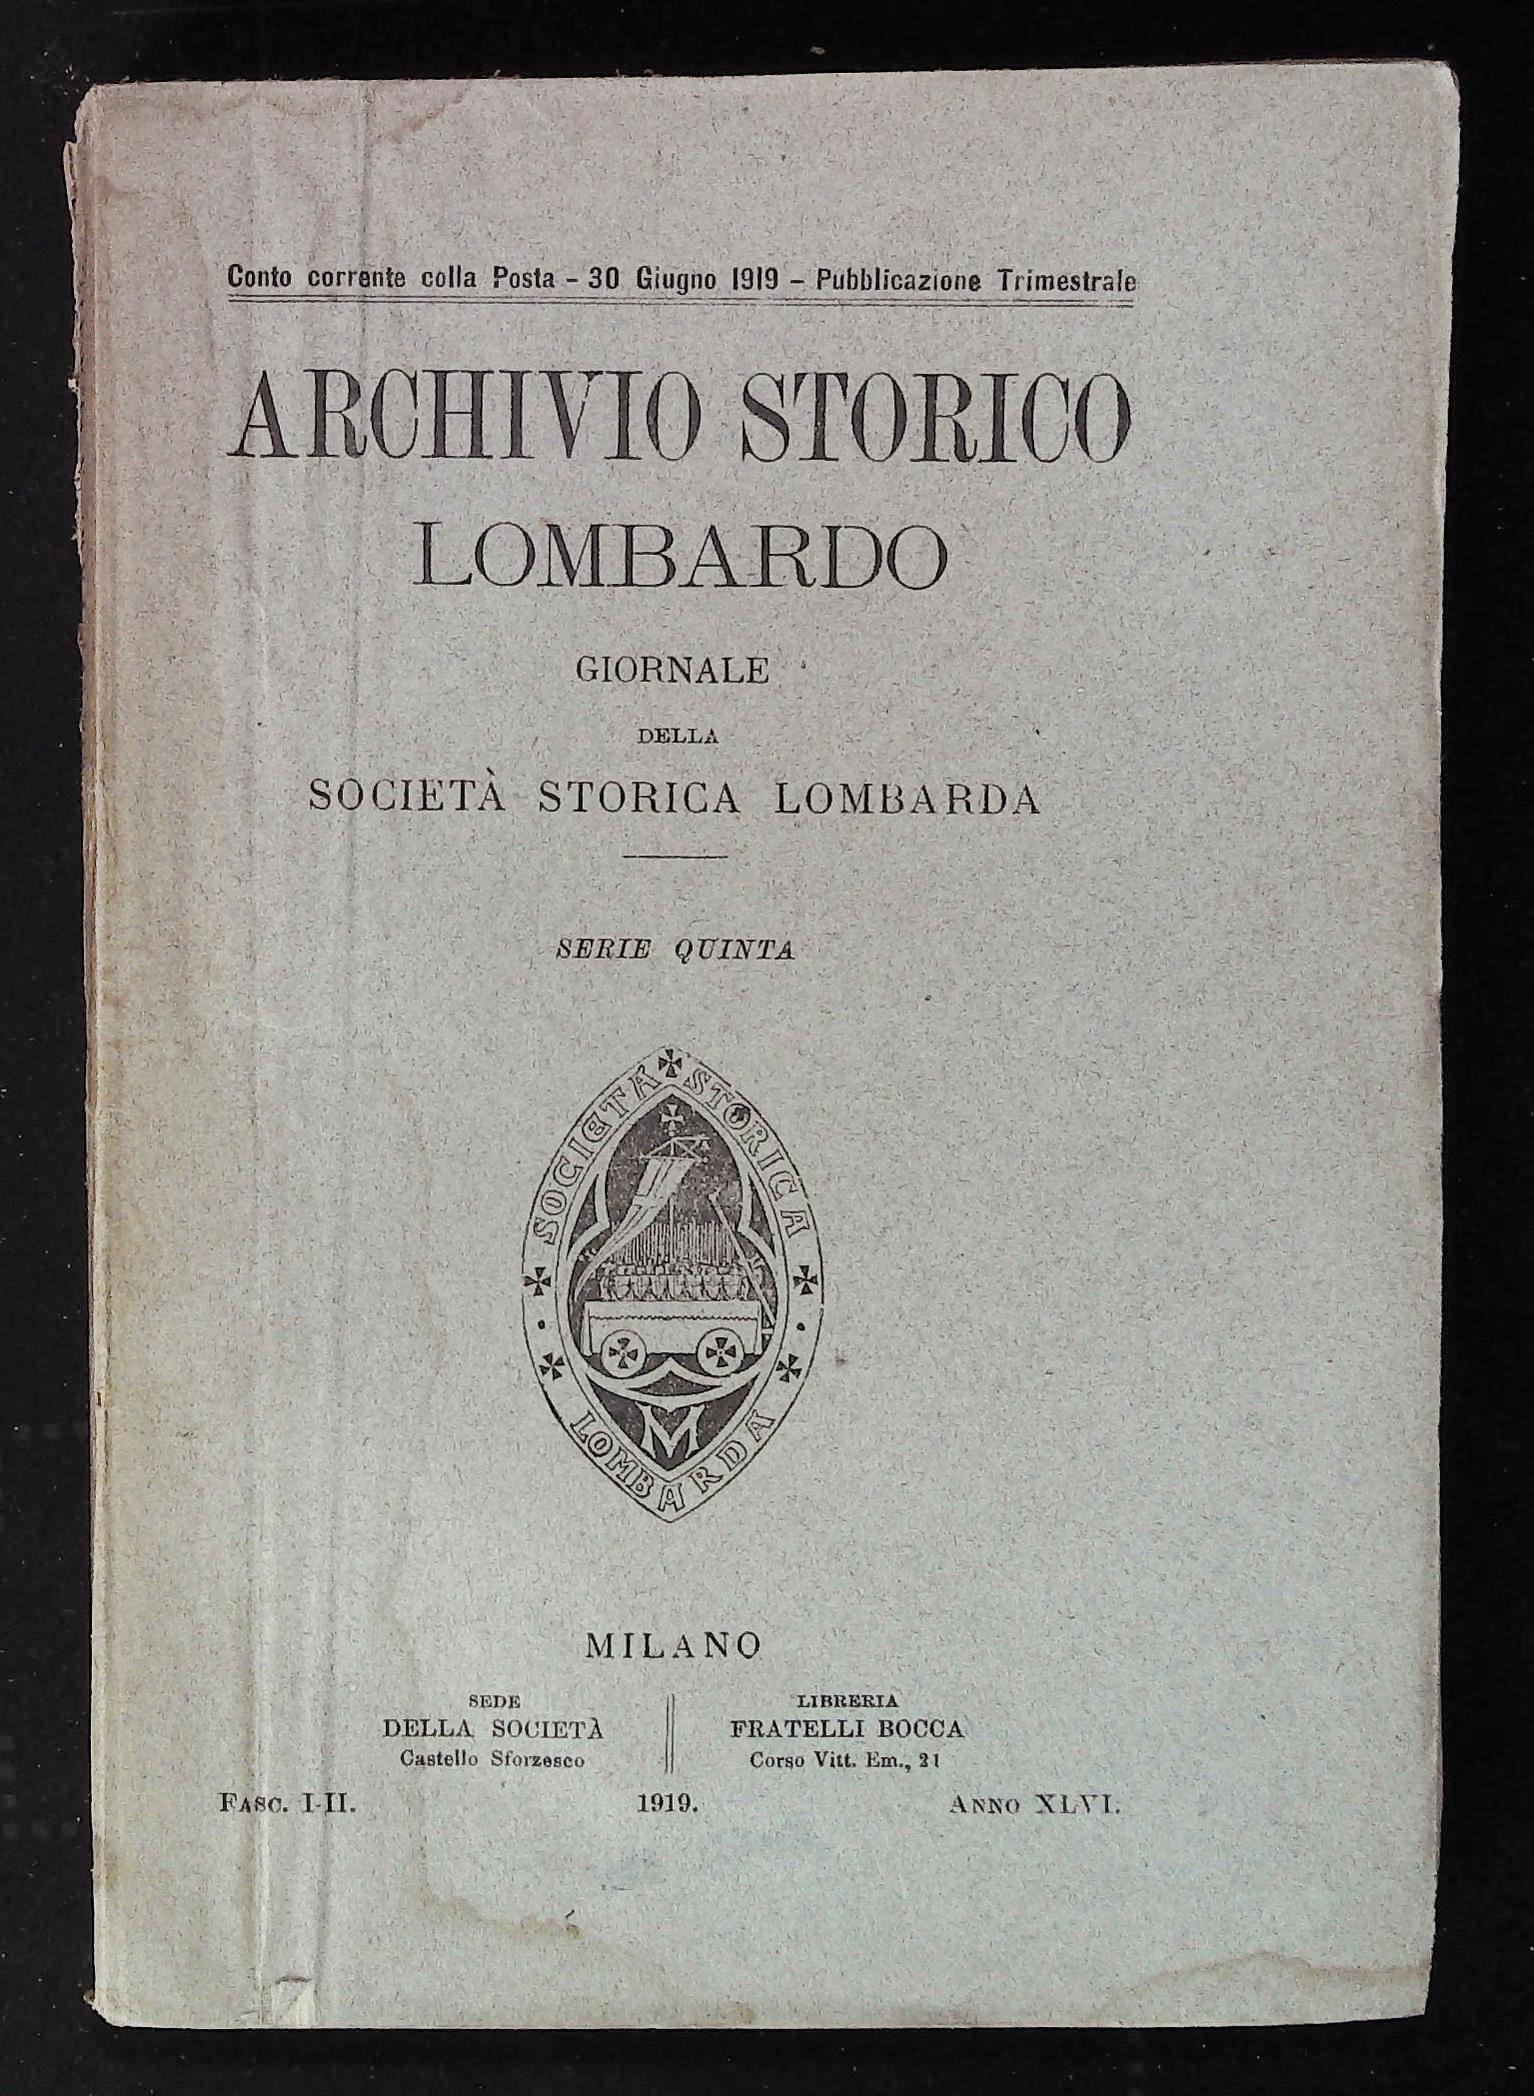 Conto corrente colla Posta - 30 Giugno 1919 - Pubblicazione Trimestrale
ARCHIVIO STORICO
LOMBARDO
GIORNALE
DELLA
SOCIETÀ STORICA LOMBARDA
SERIE QUINTA
SOCIETÀ STORICA
M
LOMBARDA
MILANO
SEDE
DELLA SOCIETÀ
Castello Sforzesco
LIBRERIA
FRATELLI BOCCA
Corso Vitt. Em., 21
FASC. I-II. 1919. ANNO XLVI.